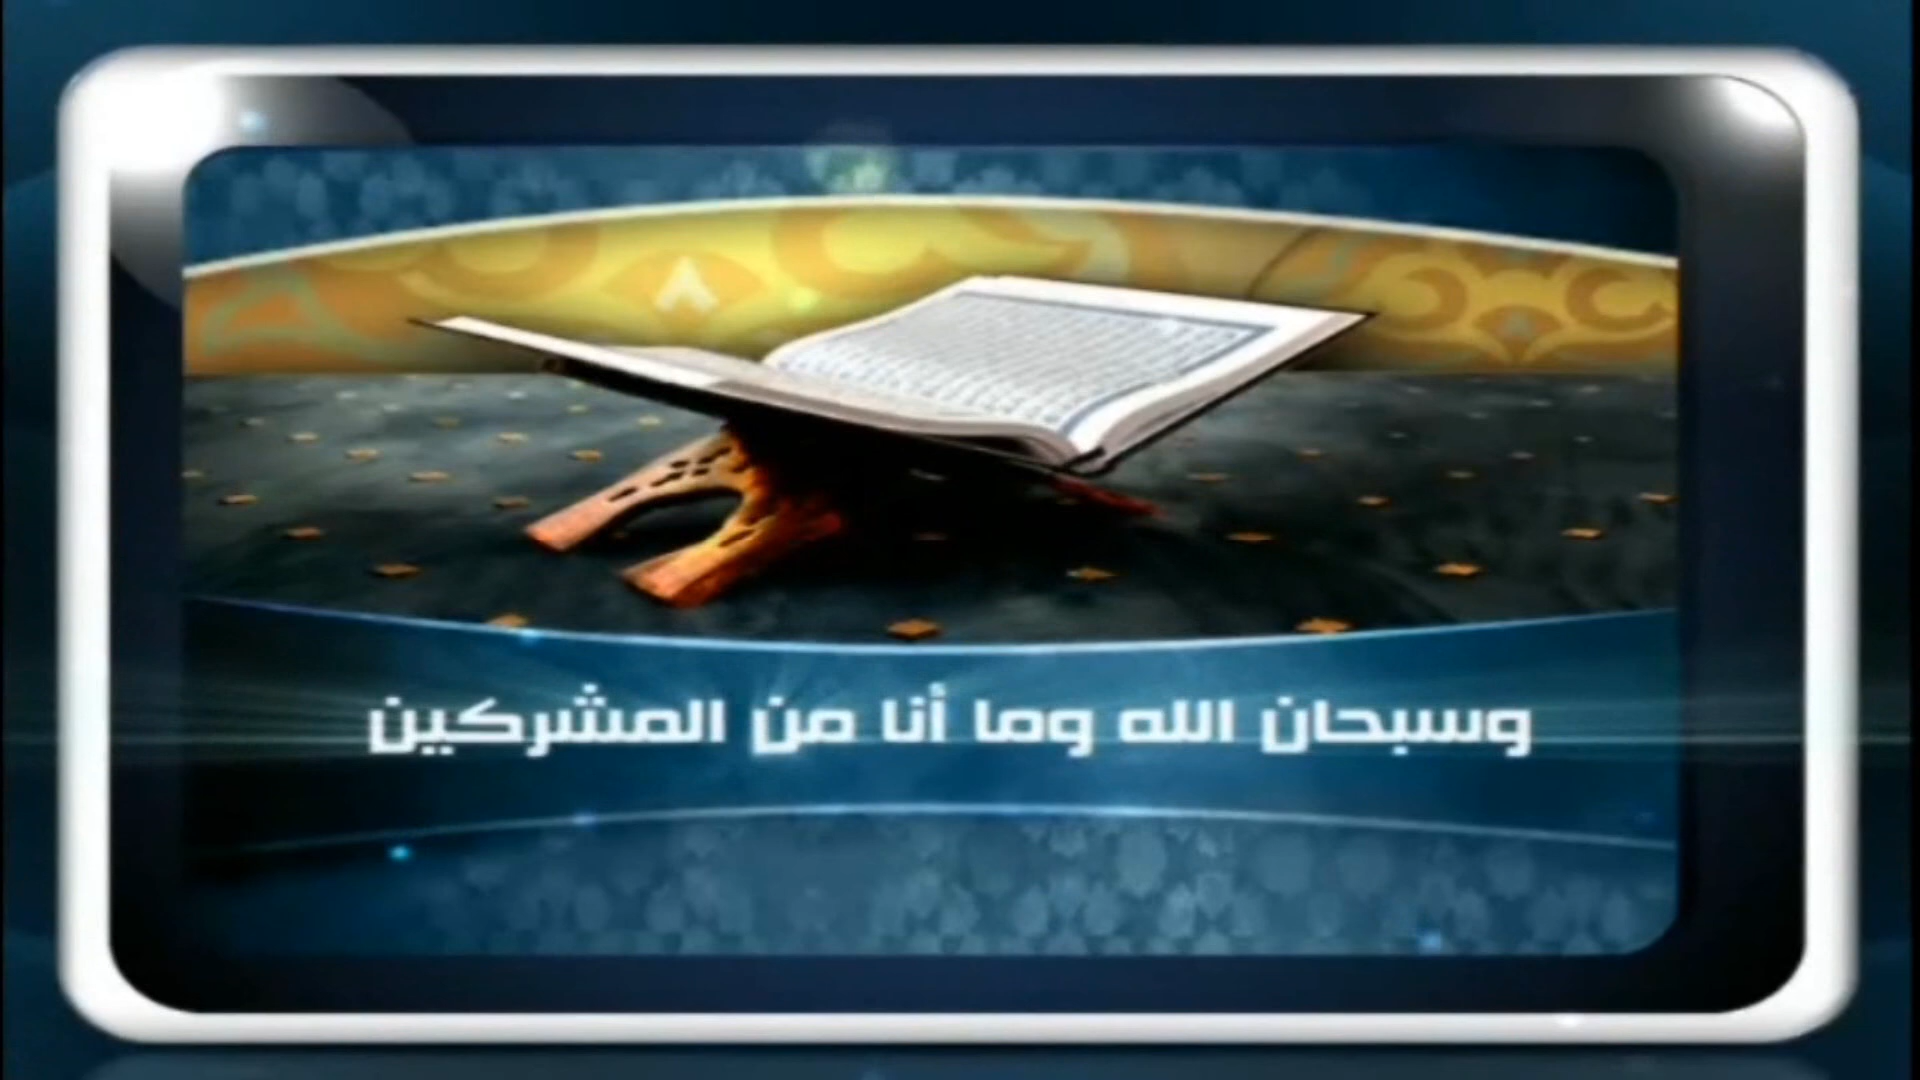 وسبحان الله وما أنا من المشركين